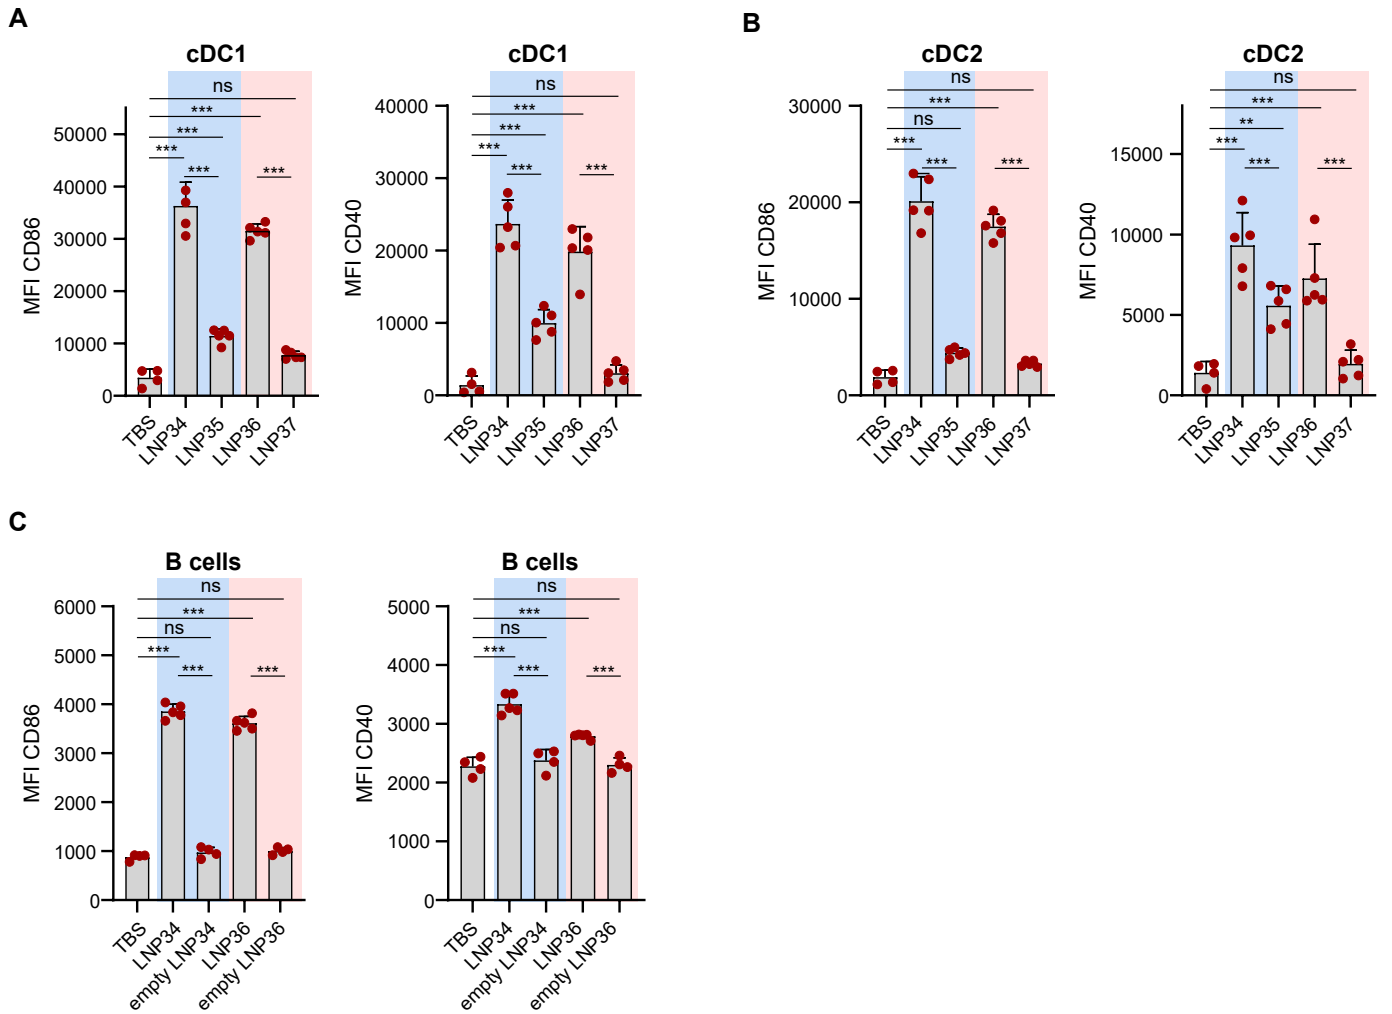 A
cDC1
ns
***
***
***
***
***
MFI CD86
50000
40000
30000
20000
10000
0
TBS
LNP34
LNP35
LNP36
LNP37
cDC1
ns
***
***
***
***
***
MFI CD40
40000
30000
20000
10000
0
TBS
LNP34
LNP35
LNP36
LNP37
B
cDC2
ns
***
ns
***
***
***
MFI CD86
30000
20000
10000
0
TBS
LNP34
LNP35
LNP36
LNP37
cDC2
ns
***
**
***
***
***
MFI CD40
15000
10000
5000
0
TBS
LNP34
LNP35
LNP36
LNP37
C
B cells
ns
***
ns
***
***
***
MFI CD86
6000
5000
4000
3000
2000
1000
0
TBS
LNP34
empty LNP34
LNP36
empty LNP36
B cells
ns
***
ns
***
***
***
MFI CD40
5000
4000
3000
2000
1000
0
TBS
LNP34
empty LNP34
LNP36
empty LNP36